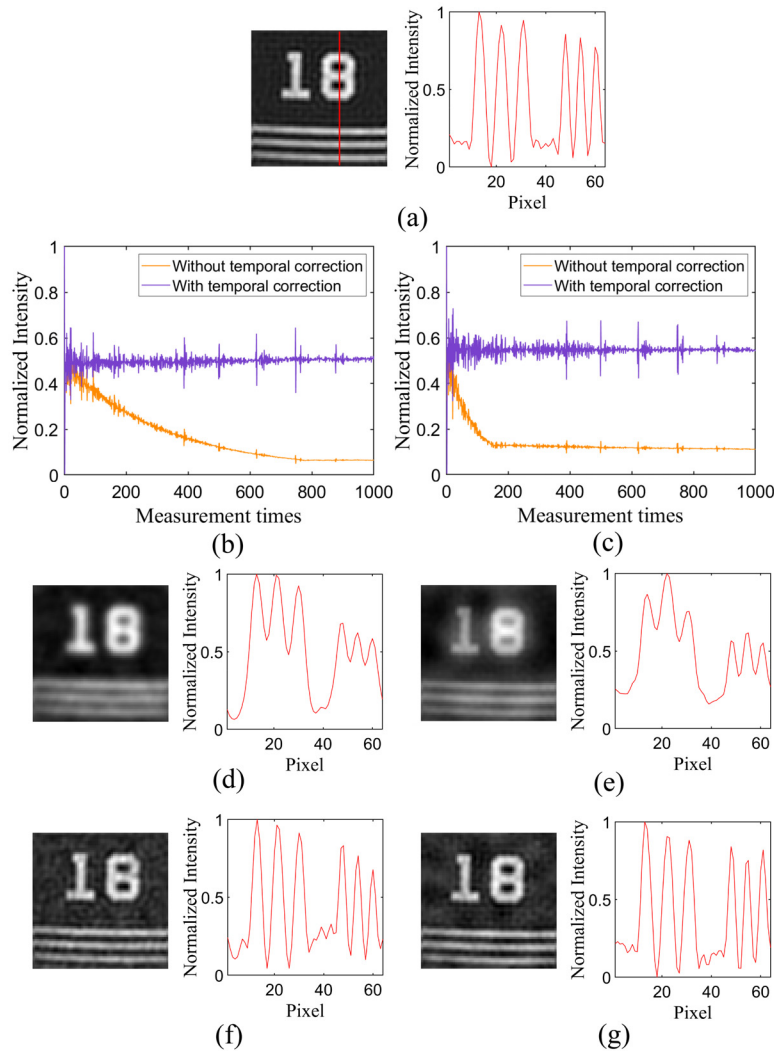 18
Normalized Intensity
1
0.5
0
20 40 60
Pixel
(a)
Normalized Intensity
1
0.8
0.6
0.4
0.2
0
Without temporal correction
With temporal correction
0 200 400 600 800 1000
Measurement times
(b)
Normalized Intensity
1
0.8
0.6
0.4
0.2
0
Without temporal correction
With temporal correction
0 200 400 600 800 1000
Measurement times
(c)
18
Normalized Intensity
1
0.5
0
20 40 60
Pixel
(d)
18
Normalized Intensity
1
0.5
0
20 40 60
Pixel
(e)
18
Normalized Intensity
1
0.5
0
20 40 60
Pixel
(f)
18
Normalized Intensity
1
0.5
0
20 40 60
Pixel
(g)